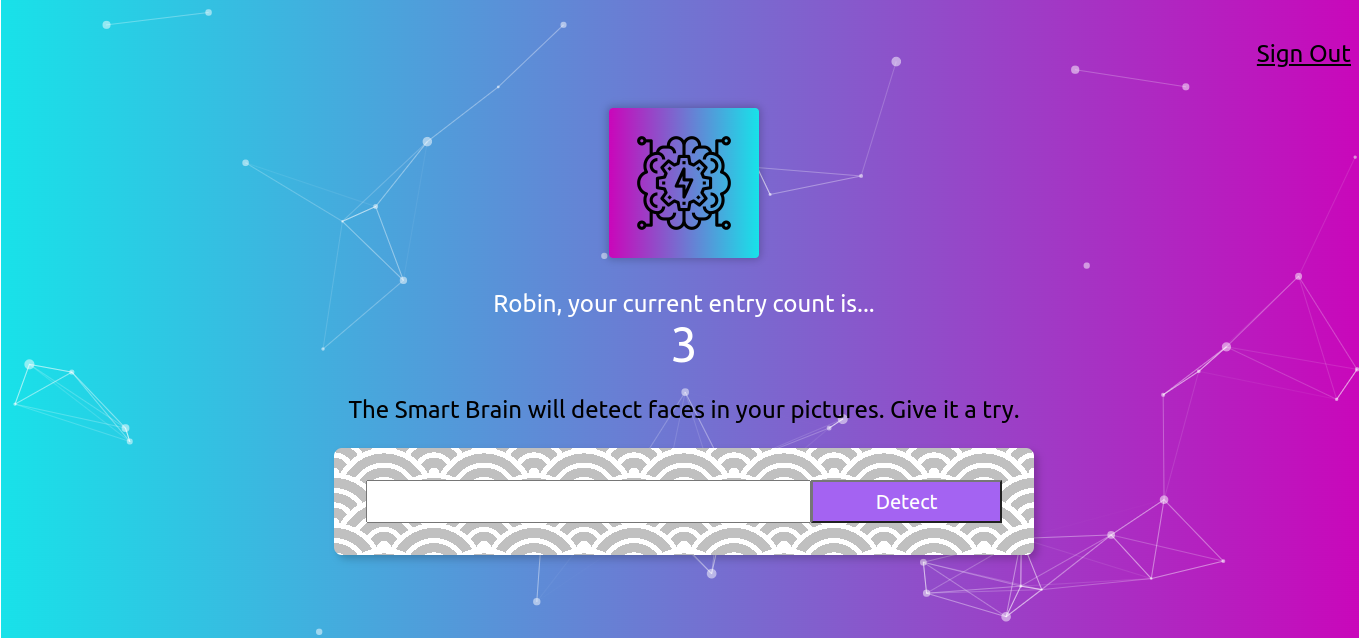 Sign Out
Robin, your current entry count is...
3
The Smart Brain will detect faces in your pictures. Give it a try.
Detect